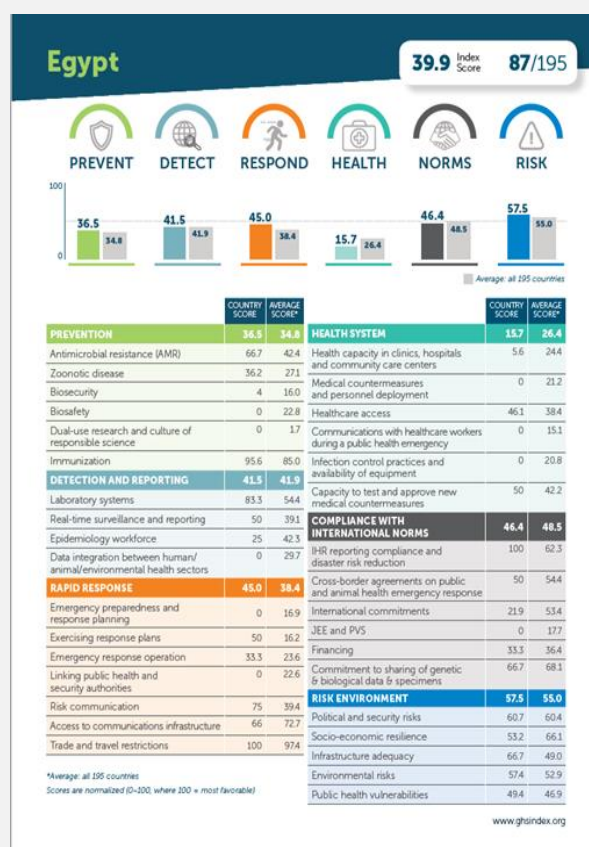 Egypt
39.9 Index Score 87/195
PREVENT DETECT RESPOND HEALTH NORMS RISK
100
0
36.5 34.8
41.5 41.9
45.0 38.4
15.7 26.4
46.4 48.5
57.5 55.0
Average: all 195 countries
COUNTRY SCORE AVERAGE SCORE*
PREVENTION 36.5 34.8
Antimicrobial resistance (AMR) 66.7 42.4
Zoonotic disease 36.2 27.1
Biosecurity 4 16.0
Biosafety 0 22.8
Dual-use research and culture of
responsible science 0 1.7
Immunization 95.6 85.0
DETECTION AND REPORTING 41.5 41.9
Laboratory systems 83.3 54.4
Real-time surveillance and reporting 50 39.1
Epidemiology workforce 25 42.3
Data integration between human/
animal/environmental health sectors 0 29.7
RAPID RESPONSE 45.0 38.4
Emergency preparedness and
response planning 0 16.9
Exercising response plans 50 16.2
Emergency response operation 33.3 23.6
Linking public health and
security authorities 0 22.6
Risk communication 75 39.4
Access to communications infrastructure 66 72.7
Trade and travel restrictions 100 97.4
*Average: all 195 countries
Scores are normalized (0–100, where 100 = most favorable)
COUNTRY SCORE AVERAGE SCORE*
HEALTH SYSTEM 15.7 26.4
Health capacity in clinics, hospitals
and community care centers 5.6 24.4
Medical countermeasures
and personnel deployment 0 21.2
Healthcare access 46.1 38.4
Communications with healthcare workers
during a public health emergency 0 15.1
Infection control practices and
availability of equipment 0 20.8
Capacity to test and approve new
medical countermeasures 50 42.2
COMPLIANCE WITH
INTERNATIONAL NORMS 46.4 48.5
IHR reporting compliance and
disaster risk reduction 100 62.3
Cross-border agreements on public
and animal health emergency response 50 54.4
International commitments 21.9 53.4
JEE and PVS 0 17.7
Financing 33.3 36.4
Commitment to sharing of genetic
& biological data & specimens 66.7 68.1
RISK ENVIRONMENT 57.5 55.0
Political and security risks 60.7 60.4
Socio-economic resilience 53.2 66.1
Infrastructure adequacy 66.7 49.0
Environmental risks 57.4 52.9
Public health vulnerabilities 49.4 46.9
www.ghsindex.org